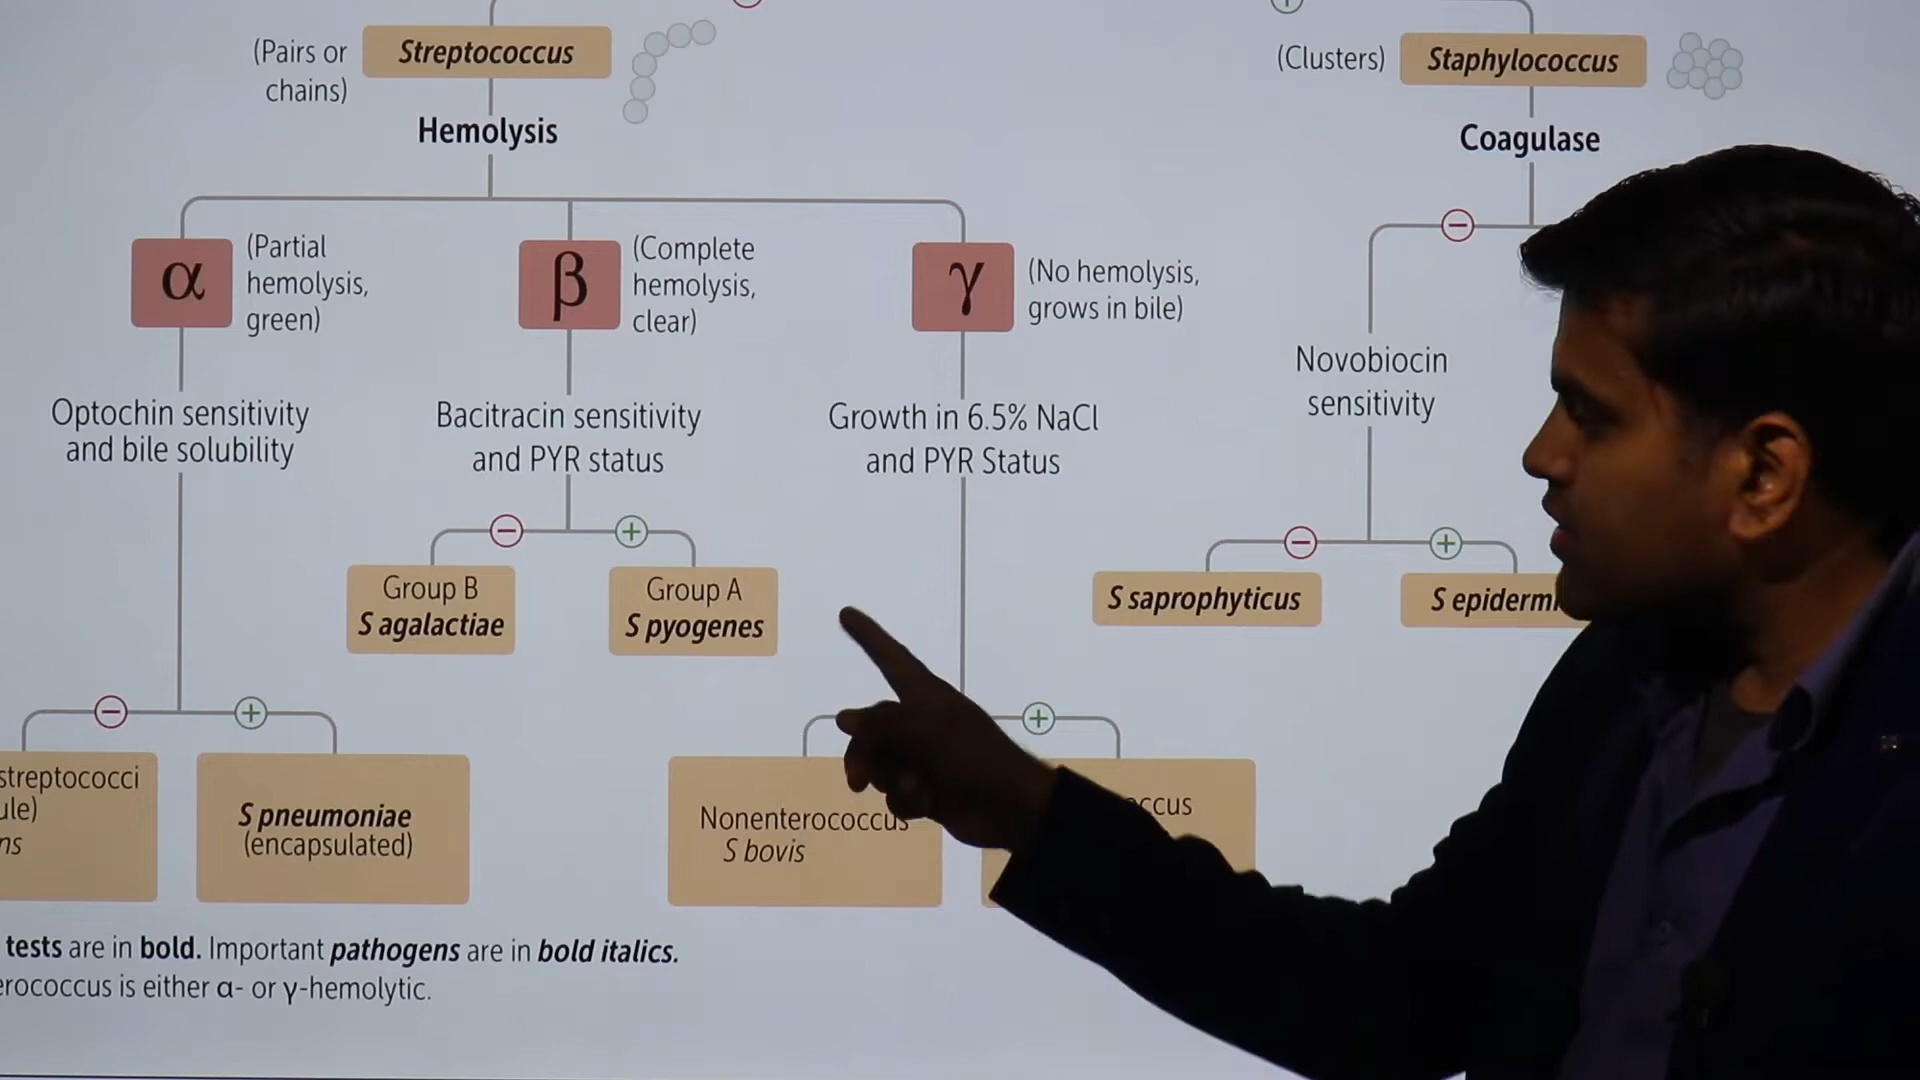 (Pairs or
chains)
Streptococcus
Hemolysis
α
(Partial
hemolysis,
green)
β
(Complete
hemolysis,
clear)
γ
(No hemolysis,
grows in bile)
Optochin sensitivity
and bile solubility
Bacitracin sensitivity
and PYR status
Growth in 6.5% NaCl
and PYR Status
−
+
Group B
S agalactiae
Group A
S pyogenes
−
+
streptococci
S pneumoniae
(encapsulated)
+
Nonenterococcus
S bovis
(Clusters)
Staphylococcus
Coagulase
−
Novobiocin
sensitivity
−
+
S saprophyticus
S epidermi
tests are in bold. Important pathogens are in bold italics.
erococcus is either α- or γ-hemolytic.